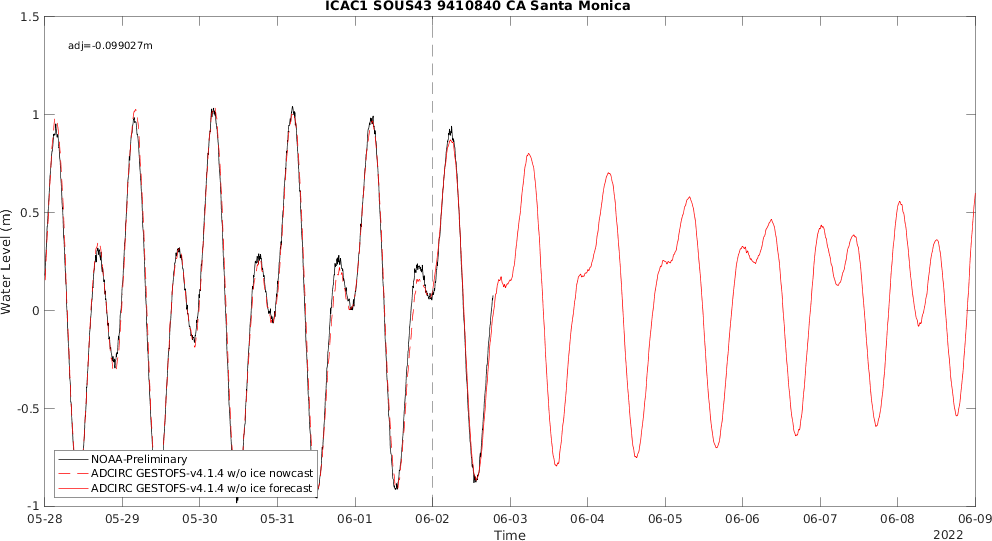 ICAC1 SOUS43 9410840 CA Santa Monica
1.5
adj=-0.099027m
1
0.5
Water Level (m)
0
-0.5
NOAA-Preliminary
ADCIRC GESTOFS-v4.1.4 w/o ice nowcast
ADCIRC GESTOFS-v4.1.4 w/o ice forecast
-1
05-28 05-29 05-30 05-31 06-01 06-02 06-03 06-04 06-05 06-06 06-07 06-08 06-09
Time
2022